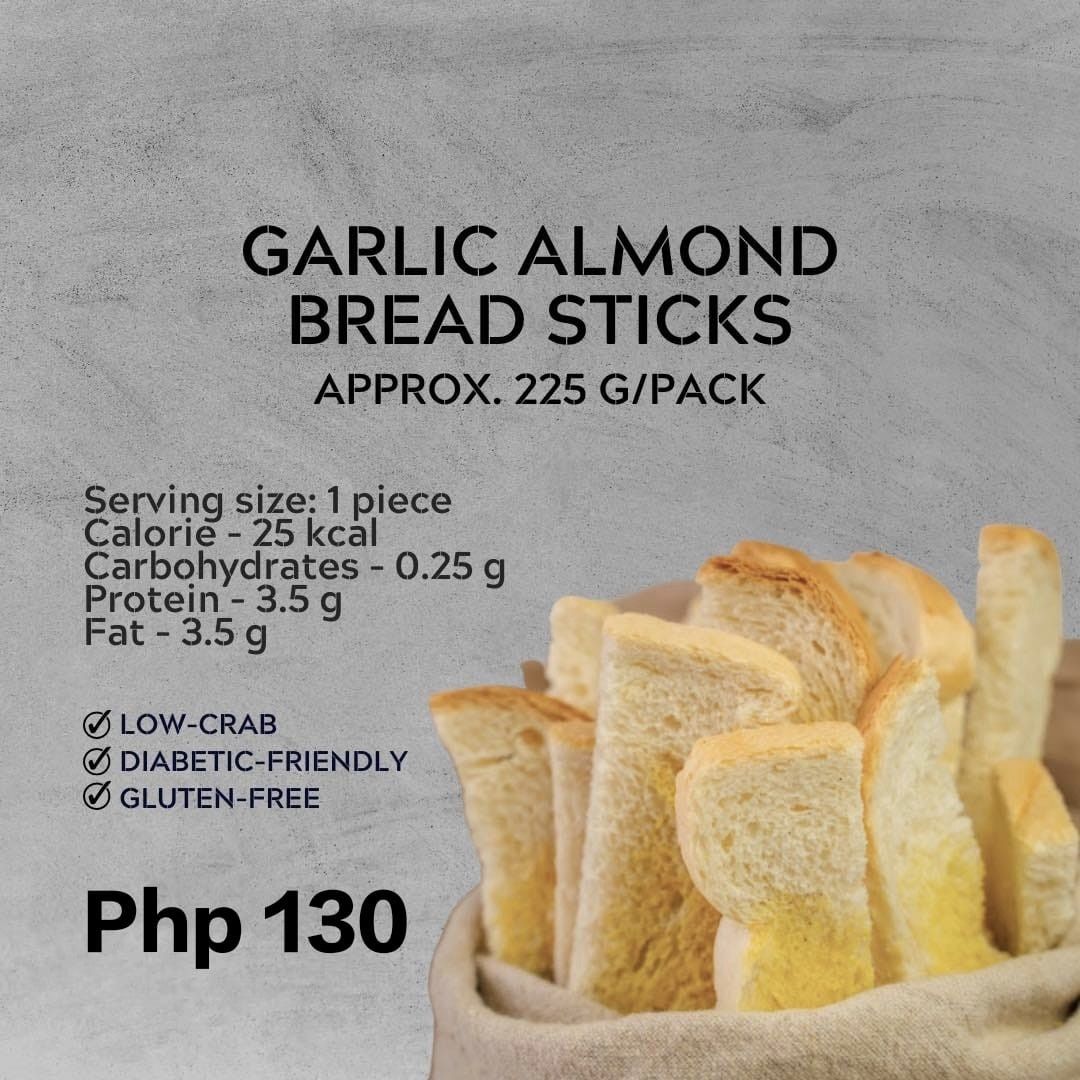 GARLIC ALMOND
BREAD STICKS
APPROX. 225 G/PACK
Serving size: 1 piece
Calorie - 25 kcal
Carbohydrates - 0.25 g
Protein - 3.5 g
Fat - 3.5 g
LOW-CRAB
DIABETIC-FRIENDLY
GLUTEN-FREE
Php 130